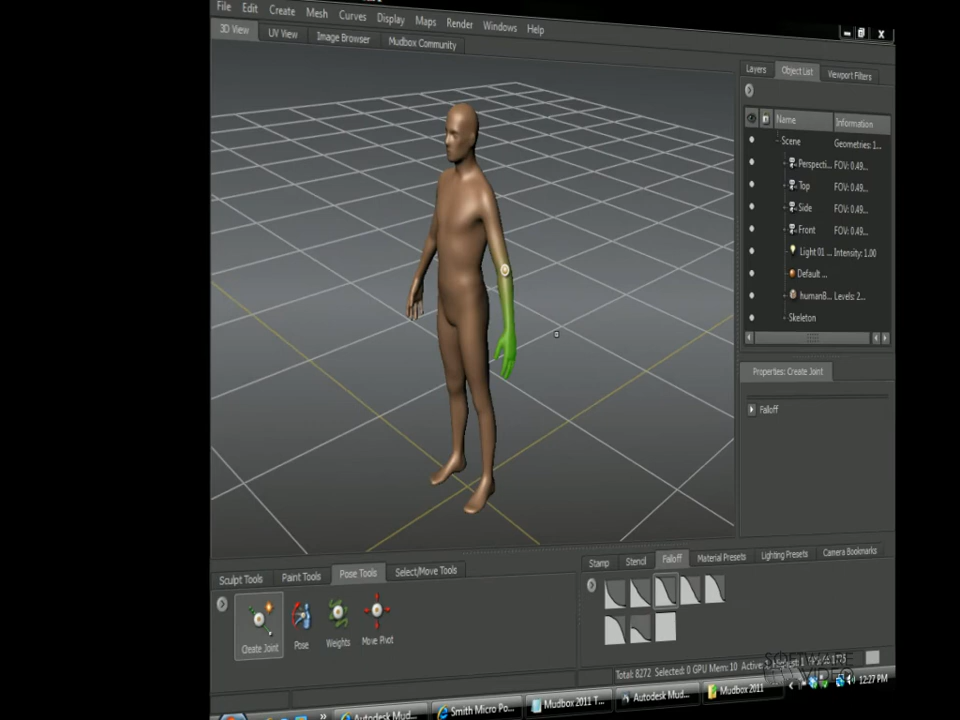 File Edit Create Mesh Curves Display Maps Render Windows Help
3D View UV View Image Browser Mudbox Community
Layers Object List Viewport Filters
Name Information
Scene Geometries: 1...
Perspecti... FOV: 0.49...
Top FOV: 0.49...
Side FOV: 0.49...
Front FOV: 0.49...
Light 01 ... Intensity: 1.00
Default ...
humanB... Levels: 2...
Skeleton
Properties: Create Joint
Falloff
Sculpt Tools Paint Tools Pose Tools Select/Move Tools
Create Joint Pose Weights Move Pivot
Stamp Stencil Falloff Material Presets Lighting Presets Camera Bookmarks
Total: 8272 Selected: 0 GPU Mem: 10
SOFTWARE
VIDEO
Autodesk Mud... Smith Micro Po... Mudbox 2011 T... Autodesk Mud... Mudbox 2011 12:27 PM